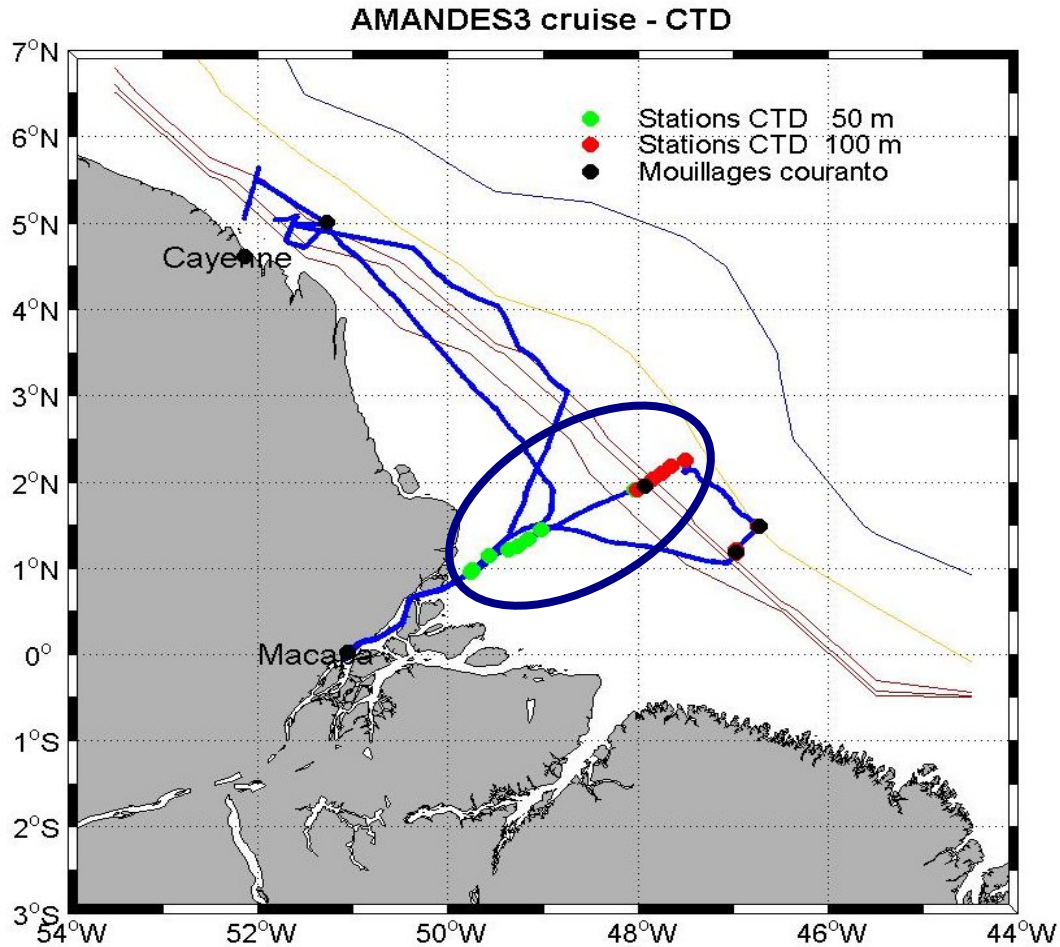 AMANDES3 cruise - CTD
7°N
6°N
5°N
4°N
3°N
2°N
1°N
0°
1°S
2°S
3°S
Stations CTD 50 m
Stations CTD 100 m
Mouillages couranto
Cayenne
Macapa
54°W
52°W
50°W
48°W
46°W
44°W